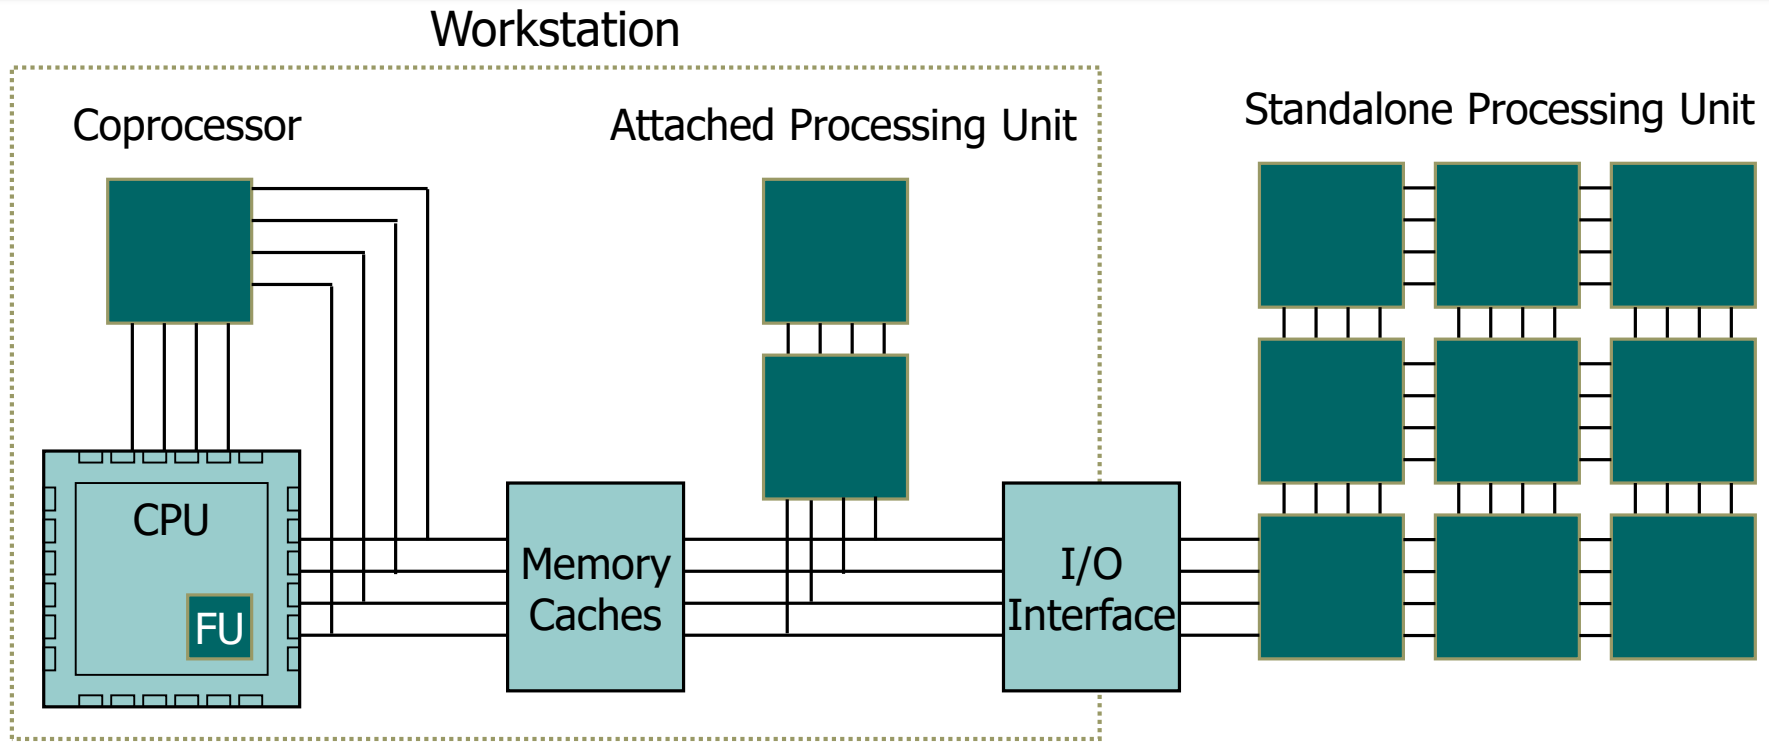 Workstation
Coprocessor
Attached Processing Unit
Standalone Processing Unit
CPU
FU
Memory
Caches
I/O
Interface